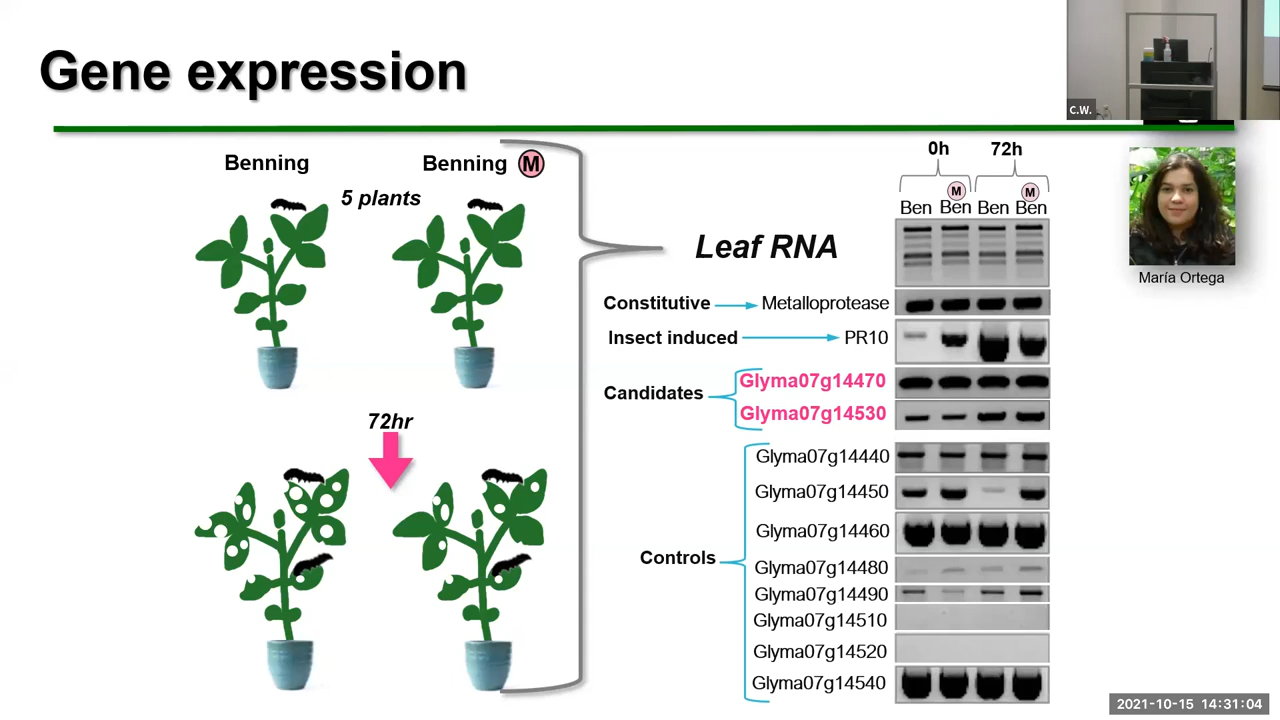 Gene expression
C.W.
Benning
Benning M
5 plants
72hr
Leaf RNA
0h 72h
M M
Ben Ben Ben Ben
María Ortega
Constitutive Metalloprotease
Insect induced PR10
Candidates
Glyma07g14470
Glyma07g14530
Controls
Glyma07g14440
Glyma07g14450
Glyma07g14460
Glyma07g14480
Glyma07g14490
Glyma07g14510
Glyma07g14520
Glyma07g14540
2021-10-15 14:31:04